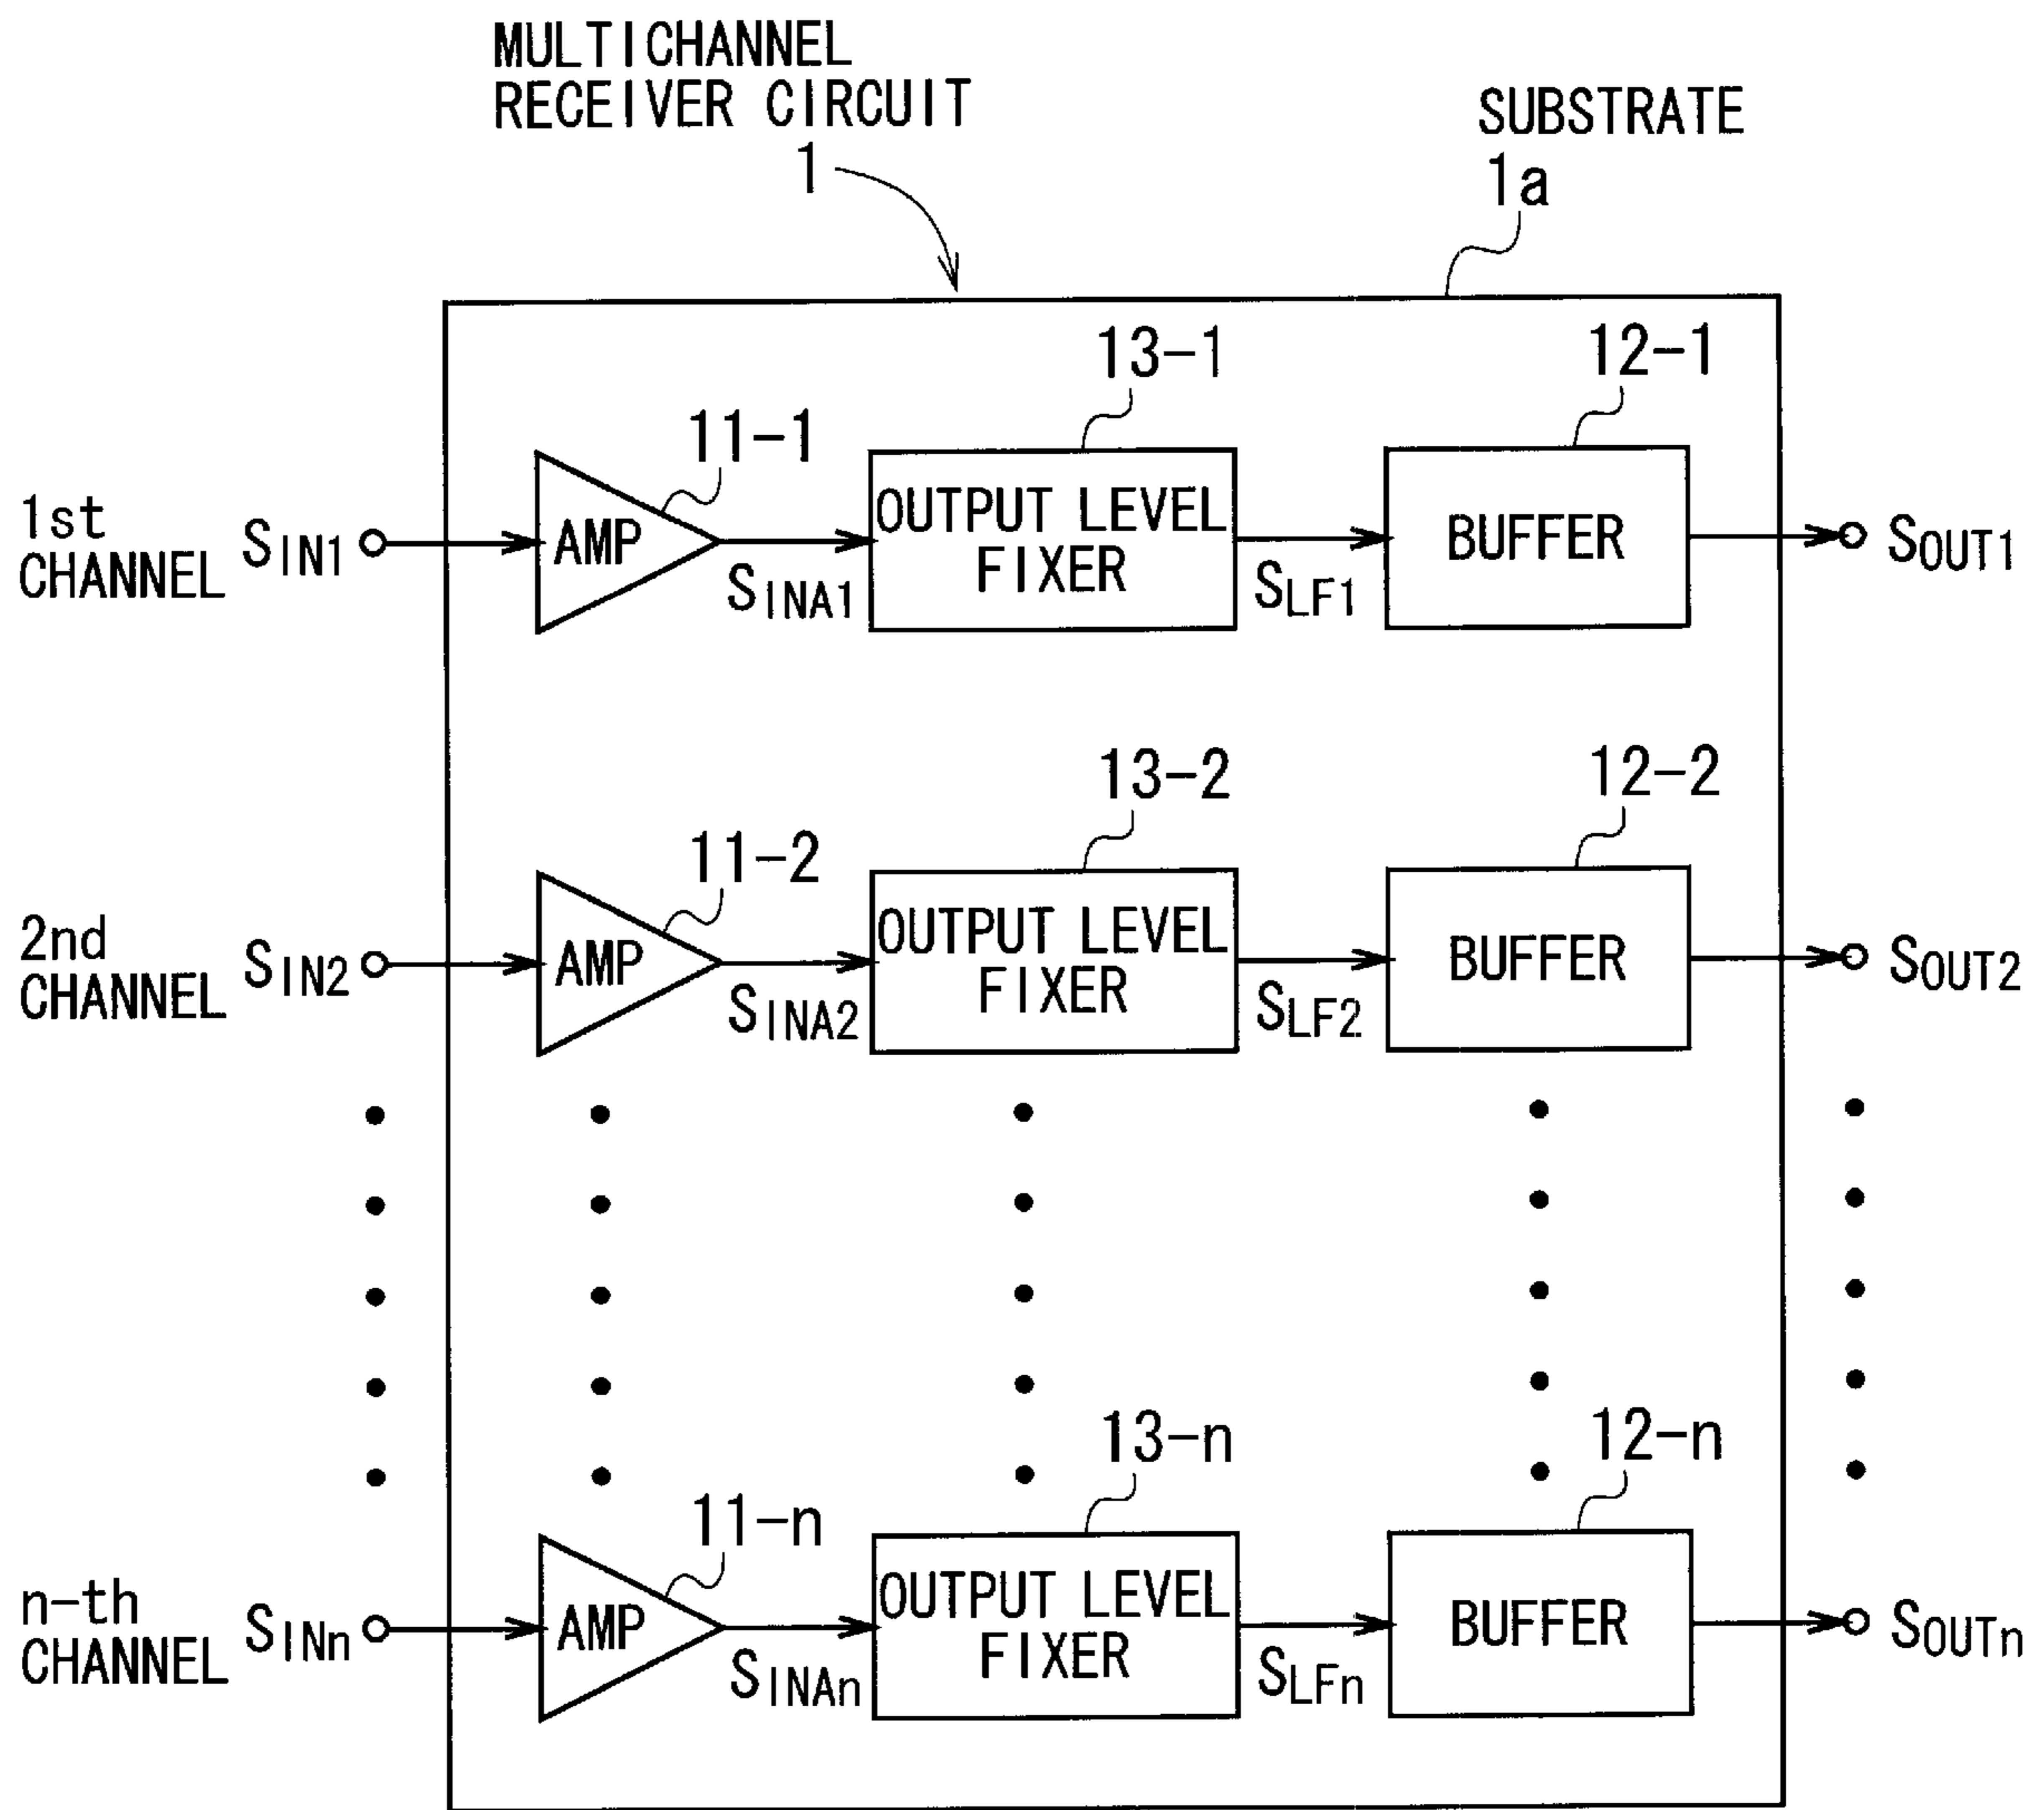 MULTICHANNEL
RECEIVER CIRCUIT
1
SUBSTRATE
1a
13-1
12-1
11-1
1st
CHANNEL
SIN1
AMP
SINA1
OUTPUT LEVEL
FIXER
SLF1
BUFFER
SOUT1
13-2
12-2
11-2
2nd
CHANNEL
SIN2
AMP
SINA2
OUTPUT LEVEL
FIXER
SLF2
BUFFER
SOUT2
13-n
12-n
11-n
n-th
CHANNEL
SINn
AMP
SINAn
OUTPUT LEVEL
FIXER
SLFn
BUFFER
SOUTn